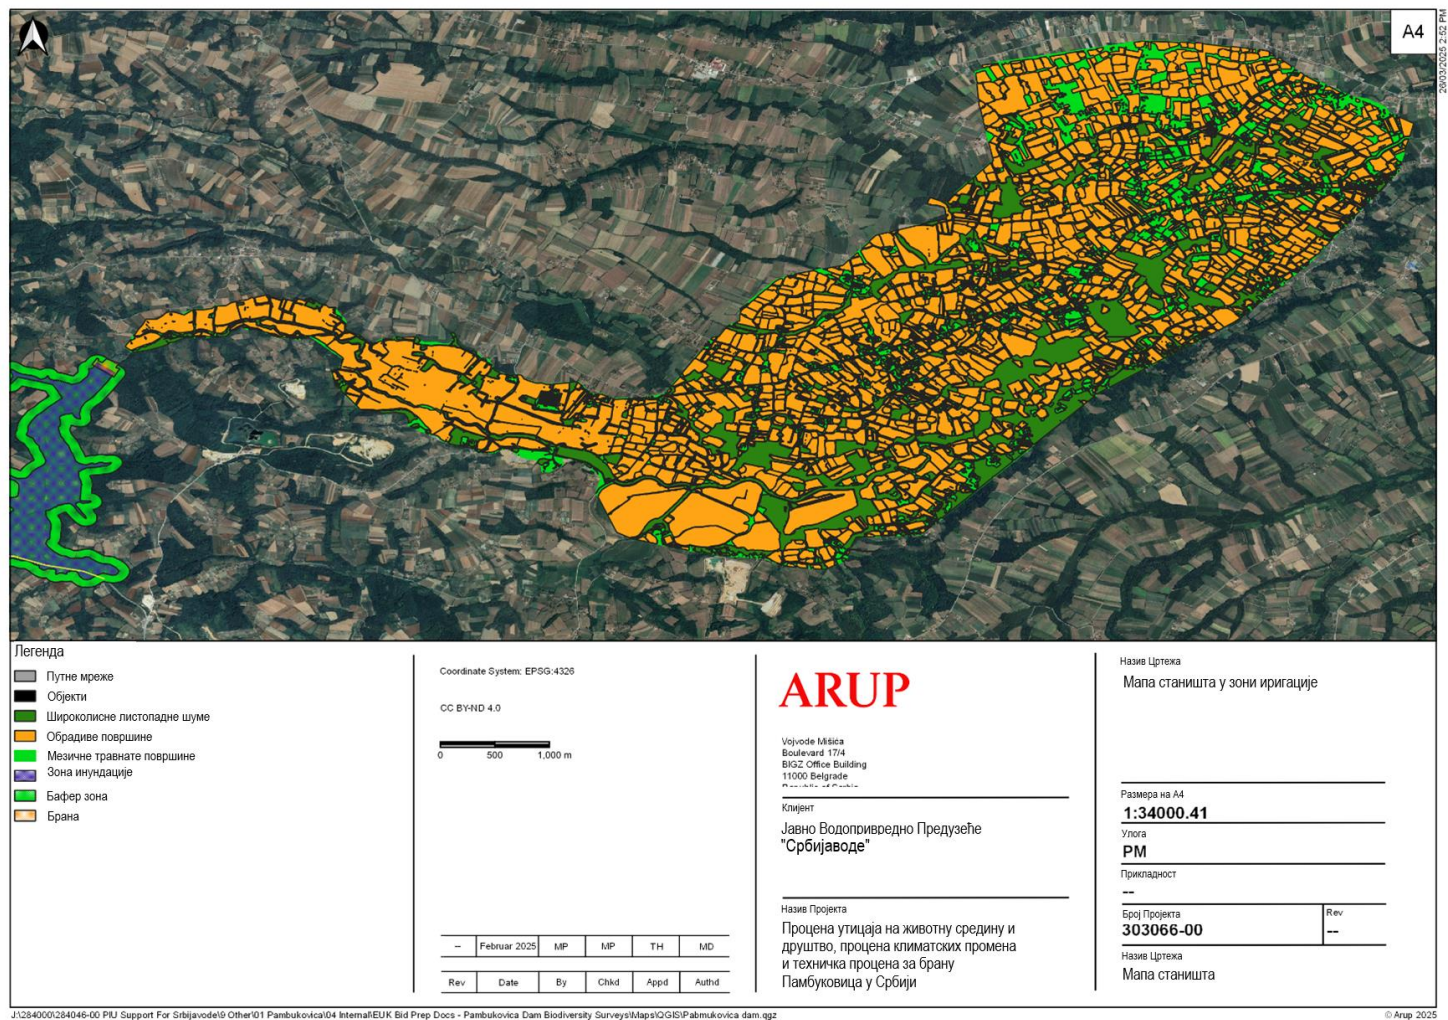 A4
26/03/2025 2:52 PM
Легенда
Путне мреже
Објекти
Широколисне листопадне шуме
Обрадиве површине
Мезичне травнате површине
Зона инундације
Бафер зона
Брана
Coordinate System: EPSG:4326
CC BY-ND 4.0
0 500 1,000 m
-- Februar 2025 MP MP TH MD
Rev Date By Chkd Appd Authd
ARUP
Vojvode Mišića
Boulevard 17/4
BIGZ Office Building
11000 Belgrade
Republic of Serbia
Клијент
Јавно Водопривредно Предузеће
"Србијаводе"
Назив Пројекта
Процена утицаја на животну средину и
друштво, процена климатских промена
и техничка процена за брану
Памбуковица у Србији
Назив Цртежа
Мапа станишта у зони иригације
Размера на А4
1:34000.41
Улога
PM
Прикладност
--
Број Пројекта
303066-00
Rev
--
Назив Цртежа
Мапа станишта
J:\284000\284046-00 PIU Support For Srbijavode\9 Other\01 Pambukovica\04 Internal\EUK Bid Prep Docs - Pambukovica Dam Biodiversity Surveys\Maps\QGIS\Pabmukovica dam.qgz
© Arup 2025